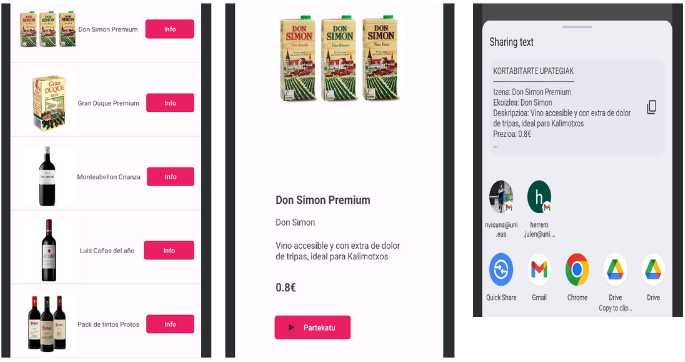 Don Simon Premium
Info
Gran Duque Premium
Info
Monteabellon Crianza
Info
Luis Cañas del año
Info
Pack de tintos Protos
Info
DON SIMON
DON SIMON
DON SIMON
Don Simon Premium
Don Simon
Vino accesible y con extra de dolor
de tripas, ideal para Kalimotxos
0.8€
Partekatu
Sharing text
KORTABITARTE UPATEGIAK
Izena: Don Simon Premium
Ekoizlea: Don Simon
Deskripzioa: Vino accesible y con extra de dolor
de tripas, ideal para Kalimotxos
Prezioa: 0.8€
...
nvicuna@uni
.eus
herrero
.julen@uni...
Quick Share
Gmail
Chrome
Drive
Copy to clip...
Drive